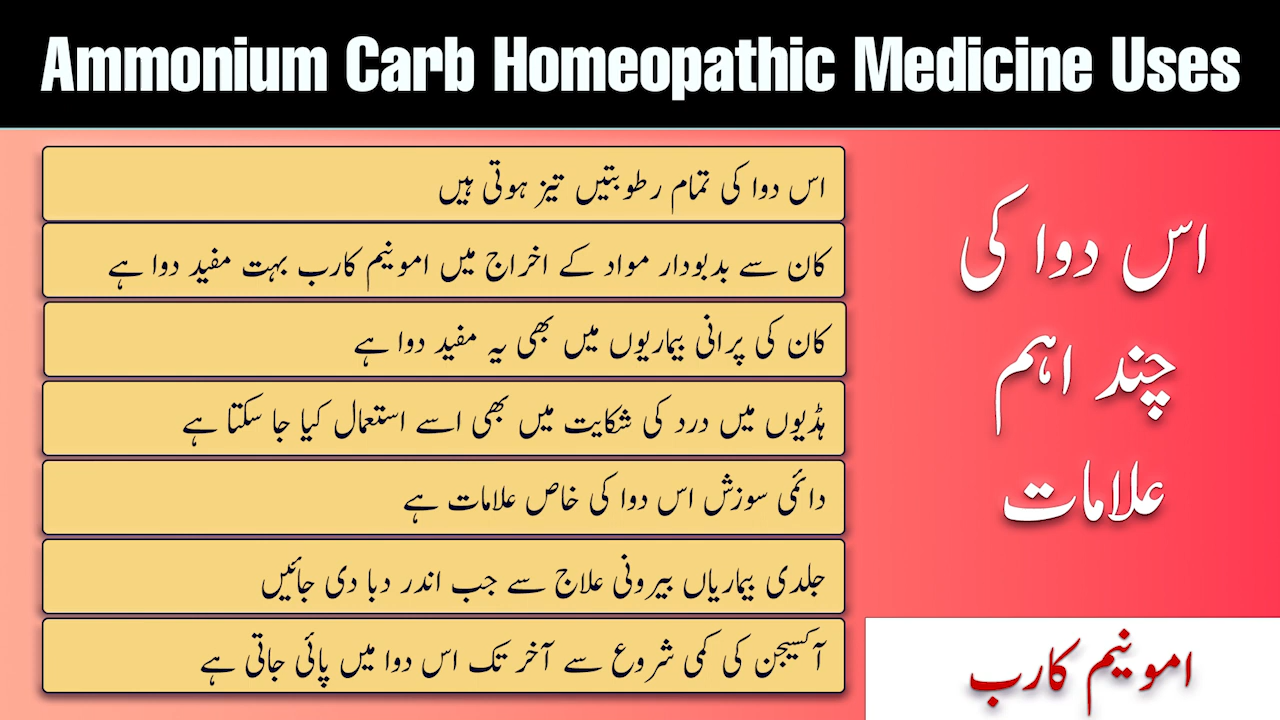 Ammonium Carb Homeopathic Medicine Uses
اس دوا کی تمام رطوبتیں تیز ہوتی ہیں
کان سے بدبودار مواد کے اخراج میں امونیم کارب بہت مفید دوا ہے
کان کی پرانی بیماریوں میں بھی یہ مفید دوا ہے
ہڈیوں میں درد کی شکایت میں بھی اسے استعمال کیا جا سکتا ہے
دائمی سوزش اس دوا کی خاص علامات ہے
جلدی بیماریاں بیرونی علاج سے جب اندر دبا دی جائیں
آکسیجن کی کمی شروع سے آخر تک اس دوا میں پائی جاتی ہے
اس دوا کی
چند اہم
علامات
امونیم کارب